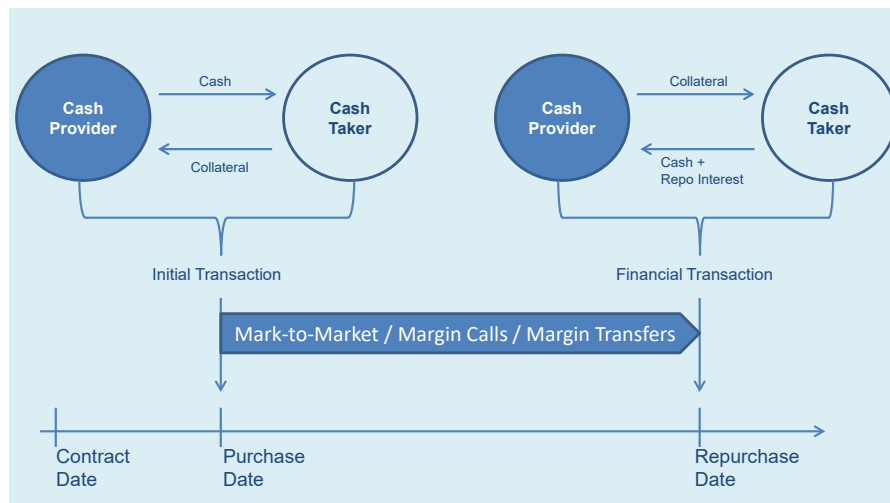 Cash
Provider
Cash
Collateral
Cash
Taker
Cash
Provider
Collateral
Cash +
Repo Interest
Cash
Taker
Initial Transaction
Financial Transaction
Mark-to-Market / Margin Calls / Margin Transfers
Contract
Date
Purchase
Date
Repurchase
Date